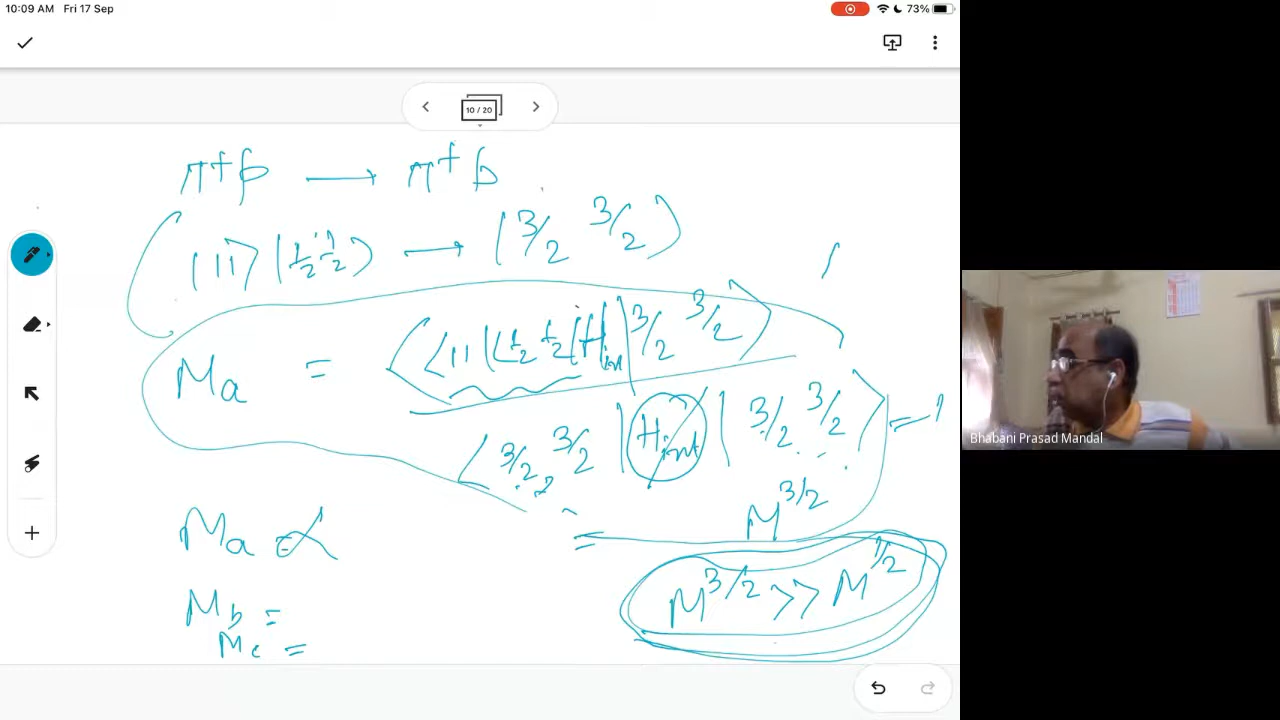 10:09 AM Fri 17 Sep
73%
10 / 20
π⁺p ⟶ π⁺p
|11⟩ |½ ½⟩ ⟶ |3/2 3/2⟩
Mₐ = ⟨11|⟨½ ½|H_int|3/2 3/2⟩
⟨3/2 3/2|H_int|3/2 3/2⟩ = 1
= M^{3/2}
Mₐ ∝
M^{3/2} >> M^{1/2}
M_b =
M_c =
Bhabani Prasad Mandal